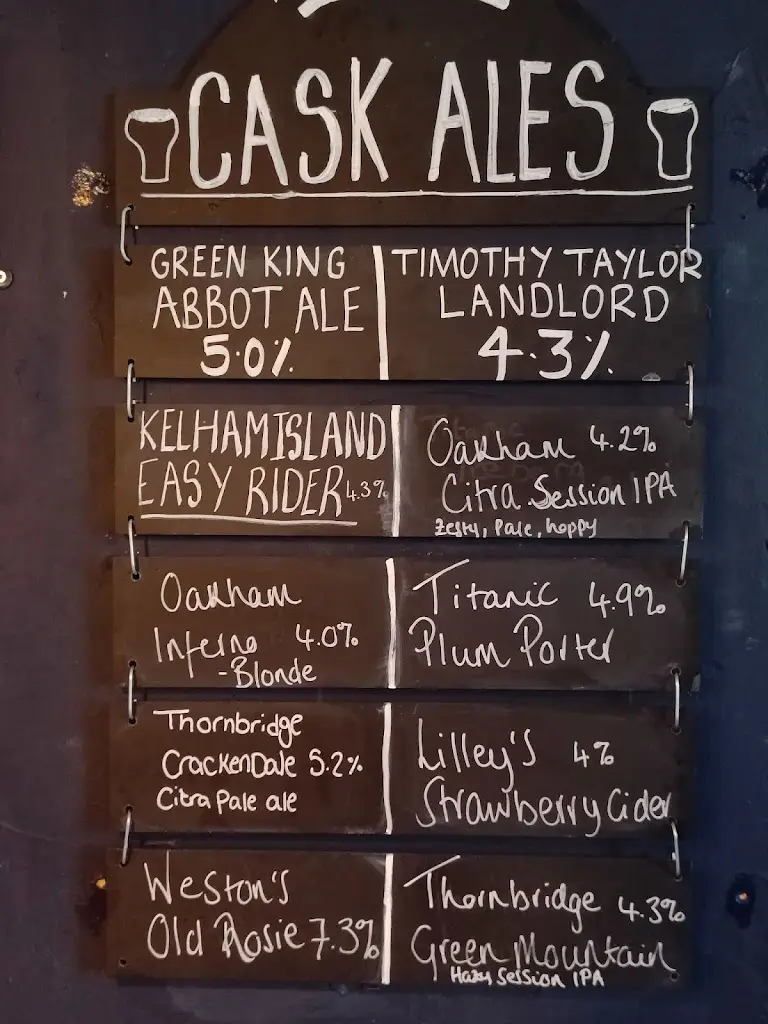 CASK ALES
GREEN KING
ABBOT ALE
5.0%
TIMOTHY TAYLOR
LANDLORD
4.3%
KELHAM ISLAND
EASY RIDER 4.3%
Oakham 4.2%
Citra Session IPA
Zesty, Pale, hoppy
Oakham
Inferno 4.0%
-Blonde
Titanic 4.9%
Plum Porter
Thornbridge
CrackenDale 5.2%
Citra Pale ale
Lilley's 4%
Strawberry Cider
Weston's
Old Rosie 7.3%
Thornbridge 4.3%
Green Mountain
Hazy Session IPA